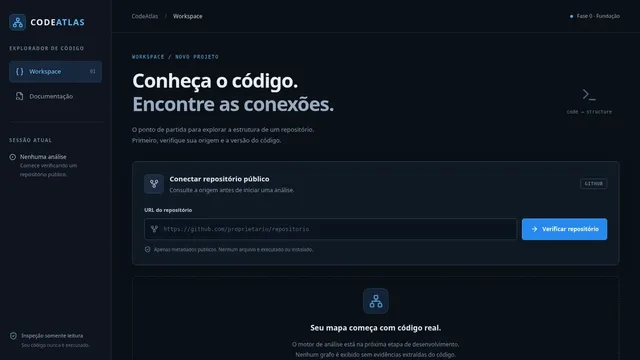 CODEATLAS
EXPLORADOR DE CÓDIGO
Workspace
01
Documentação
SESSÃO ATUAL
Nenhuma análise
Comece verificando um
repositório público.
Inspeção somente leitura
Seu código nunca é executado.
CodeAtlas / Workspace
Fase 0 · Fundação
WORKSPACE / NOVO PROJETO
Conheça o código.
Encontre as conexões.
O ponto de partida para explorar a estrutura de um repositório.
Primeiro, verifique sua origem e a versão do código.
code → structure
Conectar repositório público
Consulte a origem antes de iniciar uma análise.
GITHUB
URL do repositório
https://github.com/proprietario/repositorio
Verificar repositório
Apenas metadados públicos. Nenhum arquivo é executado ou instalado.
Seu mapa começa com código real.
O motor de análise está na próxima etapa de desenvolvimento.
Nenhum grafo é exibido sem evidências extraídas do código.